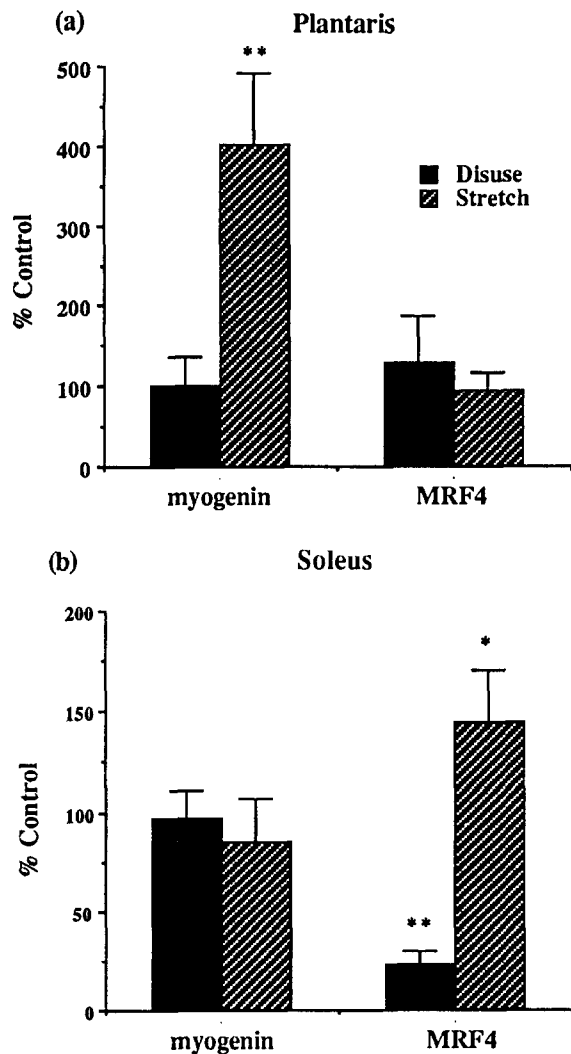 (a) Plantaris
**
500
400
300
200
100
0
% Control
Disuse
Stretch
myogenin MRF4
(b) Soleus
200
150
100
50
0
% Control
*
**
myogenin MRF4